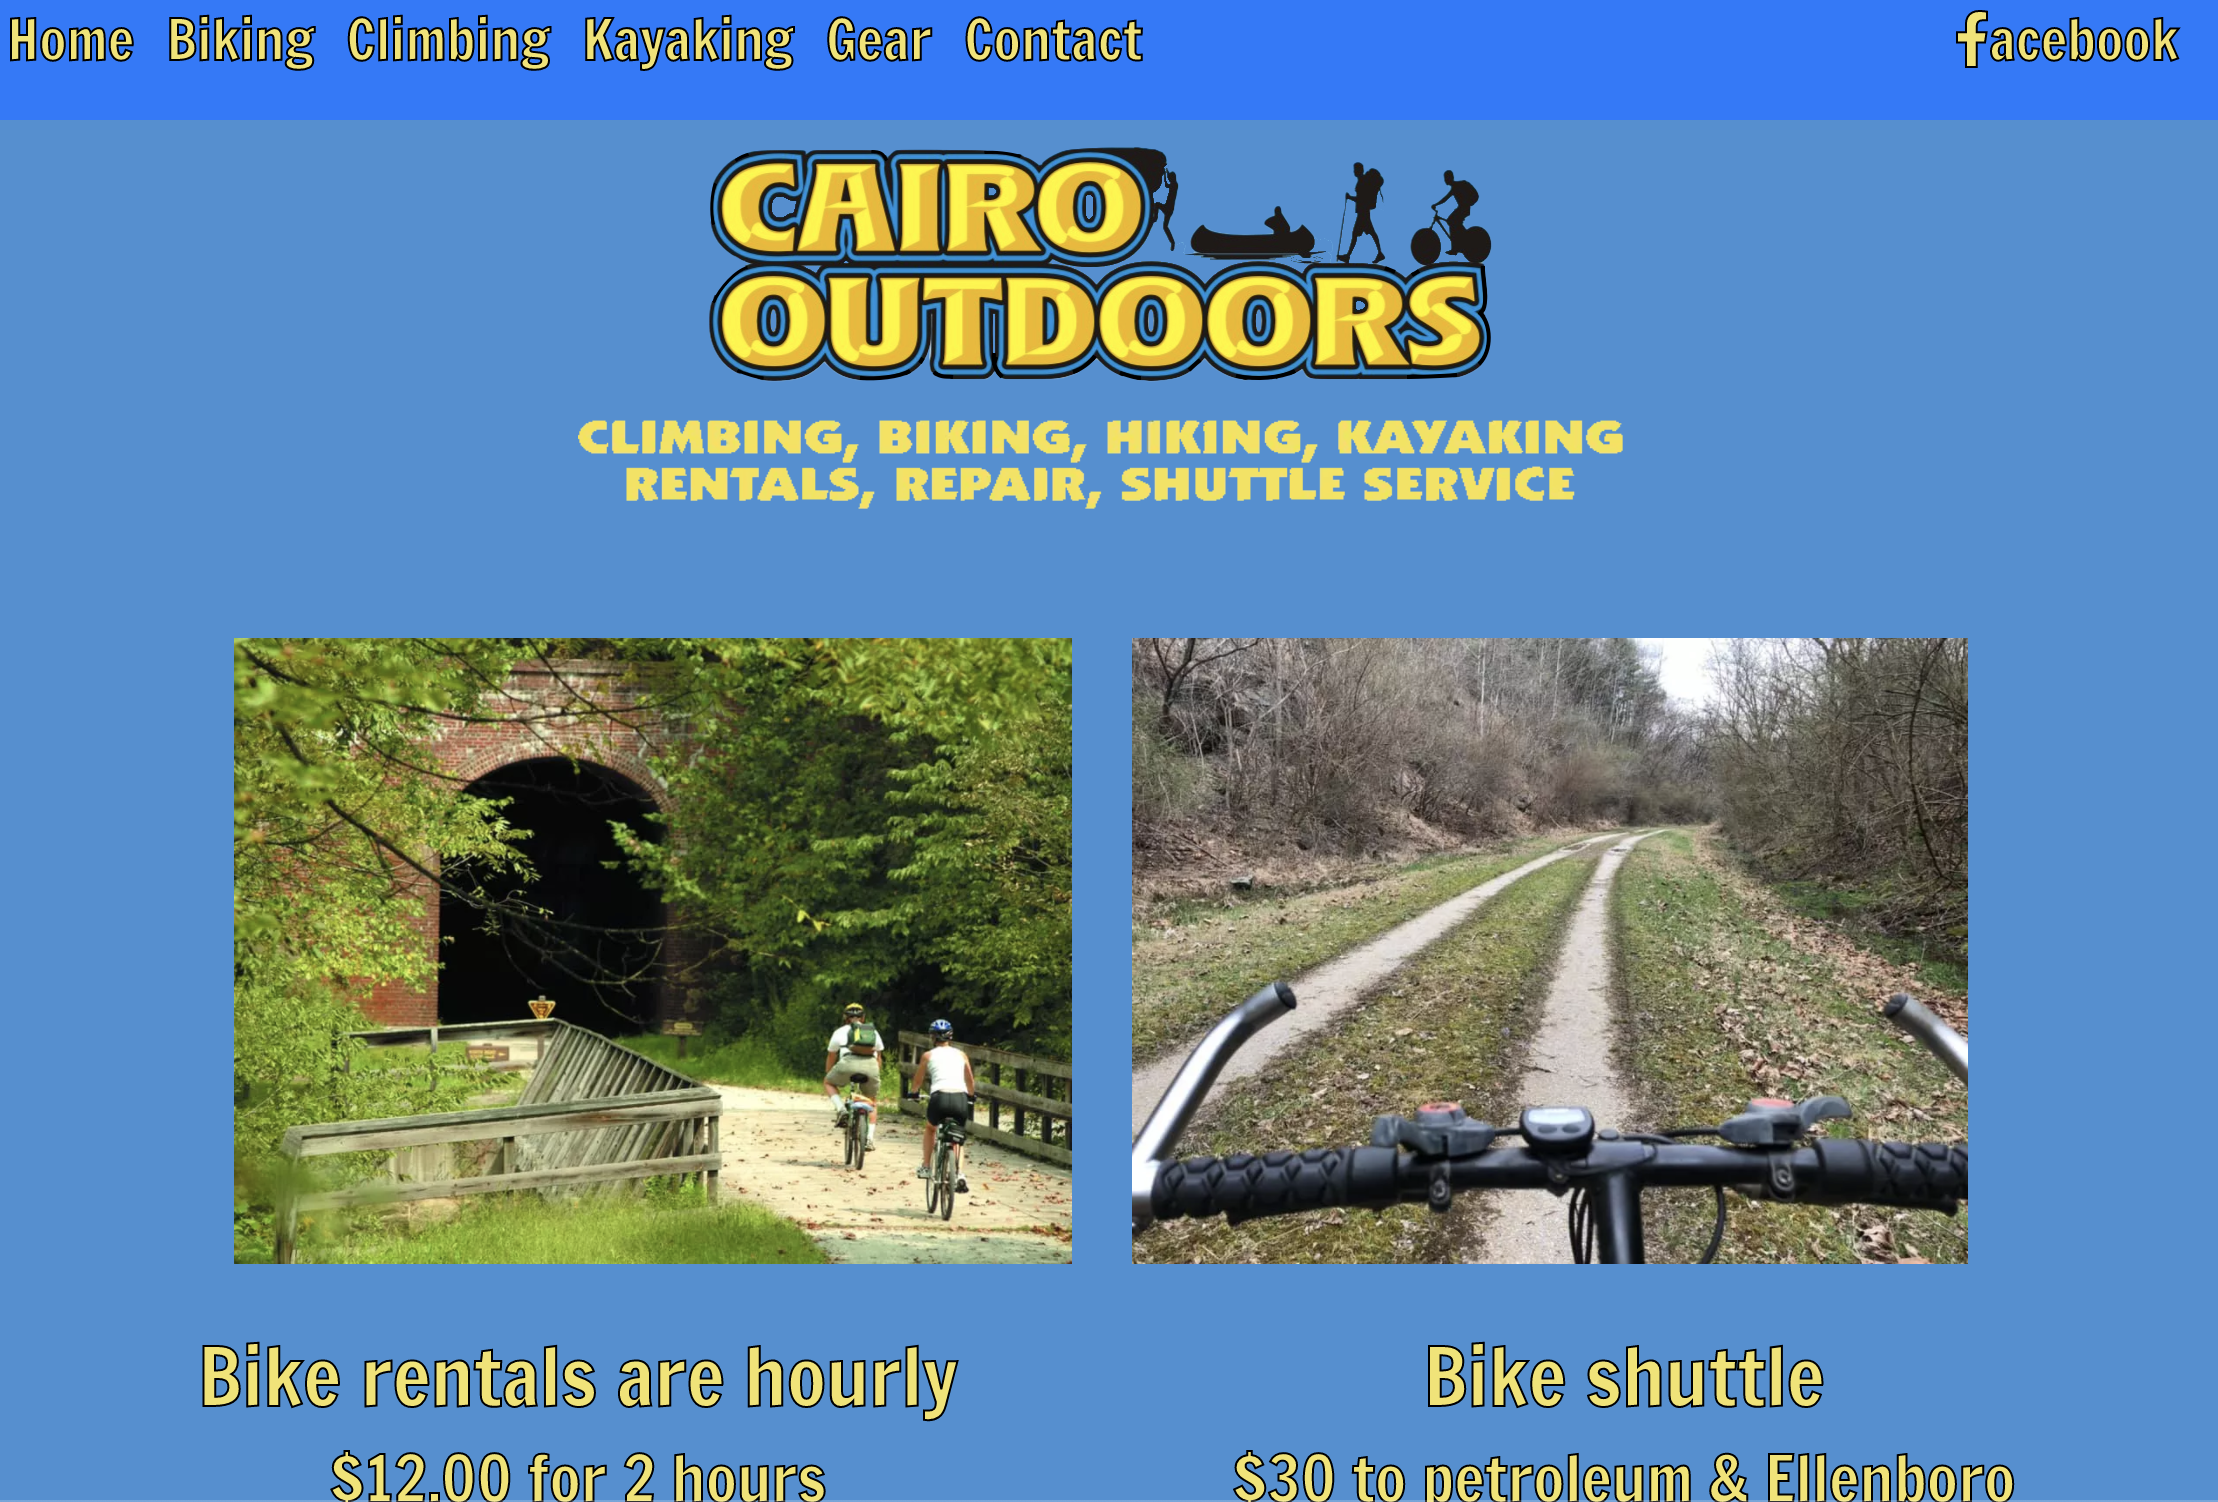 Home Biking Climbing Kayaking Gear Contact facebook
CAIRO
OUTDOORS
CLIMBING, BIKING, HIKING, KAYAKING
RENTALS, REPAIR, SHUTTLE SERVICE
Bike rentals are hourly
$12.00 for 2 hours
Bike shuttle
$30 to petroleum & Ellenboro